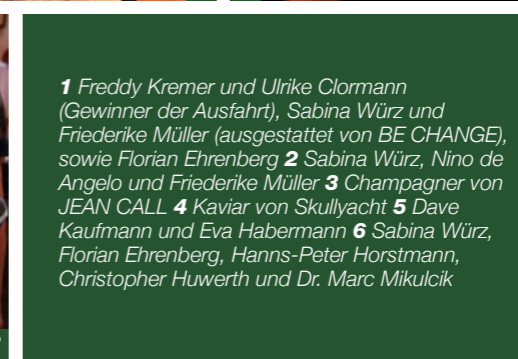 1 Freddy Kremer und Ulrike Clormann
(Gewinner der Ausfahrt), Sabina Würz und
Friederike Müller (ausgestattet von BE CHANGE),
sowie Florian Ehrenberg 2 Sabina Würz, Nino de
Angelo und Friederike Müller 3 Champagner von
JEAN CALL 4 Kaviar von Skullyacht 5 Dave
Kaufmann und Eva Habermann 6 Sabina Würz,
Florian Ehrenberg, Hanns-Peter Horstmann,
Christopher Huwerth und Dr. Marc Mikulcik